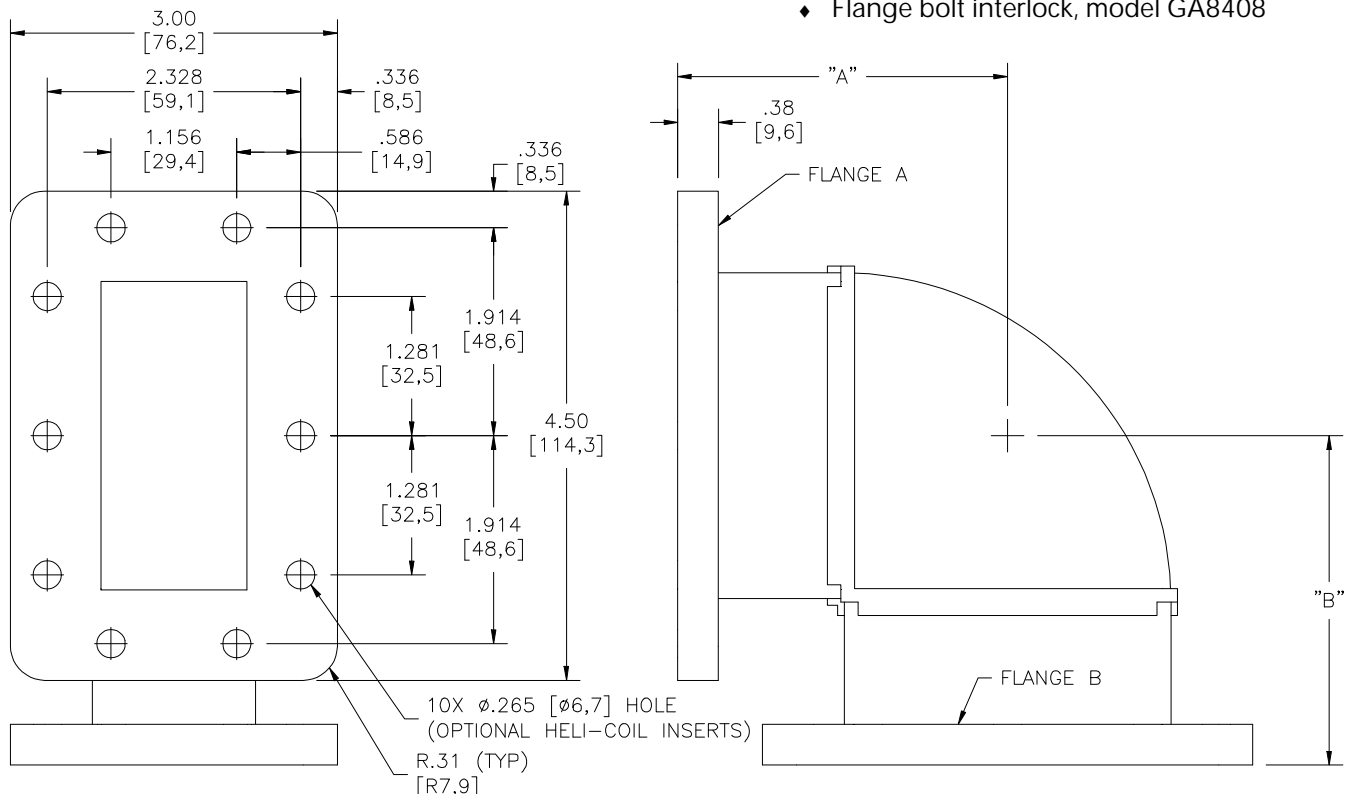 ♦ Flange bolt interlock, model GA8408
3.00
[76,2]
2.328
[59,1]
.336
[8,5]
1.156
[29,4]
.586
[14,9]
.336
[8,5]
1.914
[48,6]
1.281
[32,5]
4.50
[114,3]
1.281
[32,5]
1.914
[48,6]
10X ø.265 [ø6,7] HOLE
(OPTIONAL HELI-COIL INSERTS)
R.31 (TYP)
[R7,9]
"A"
.38
[9,6]
FLANGE A
"B"
FLANGE B